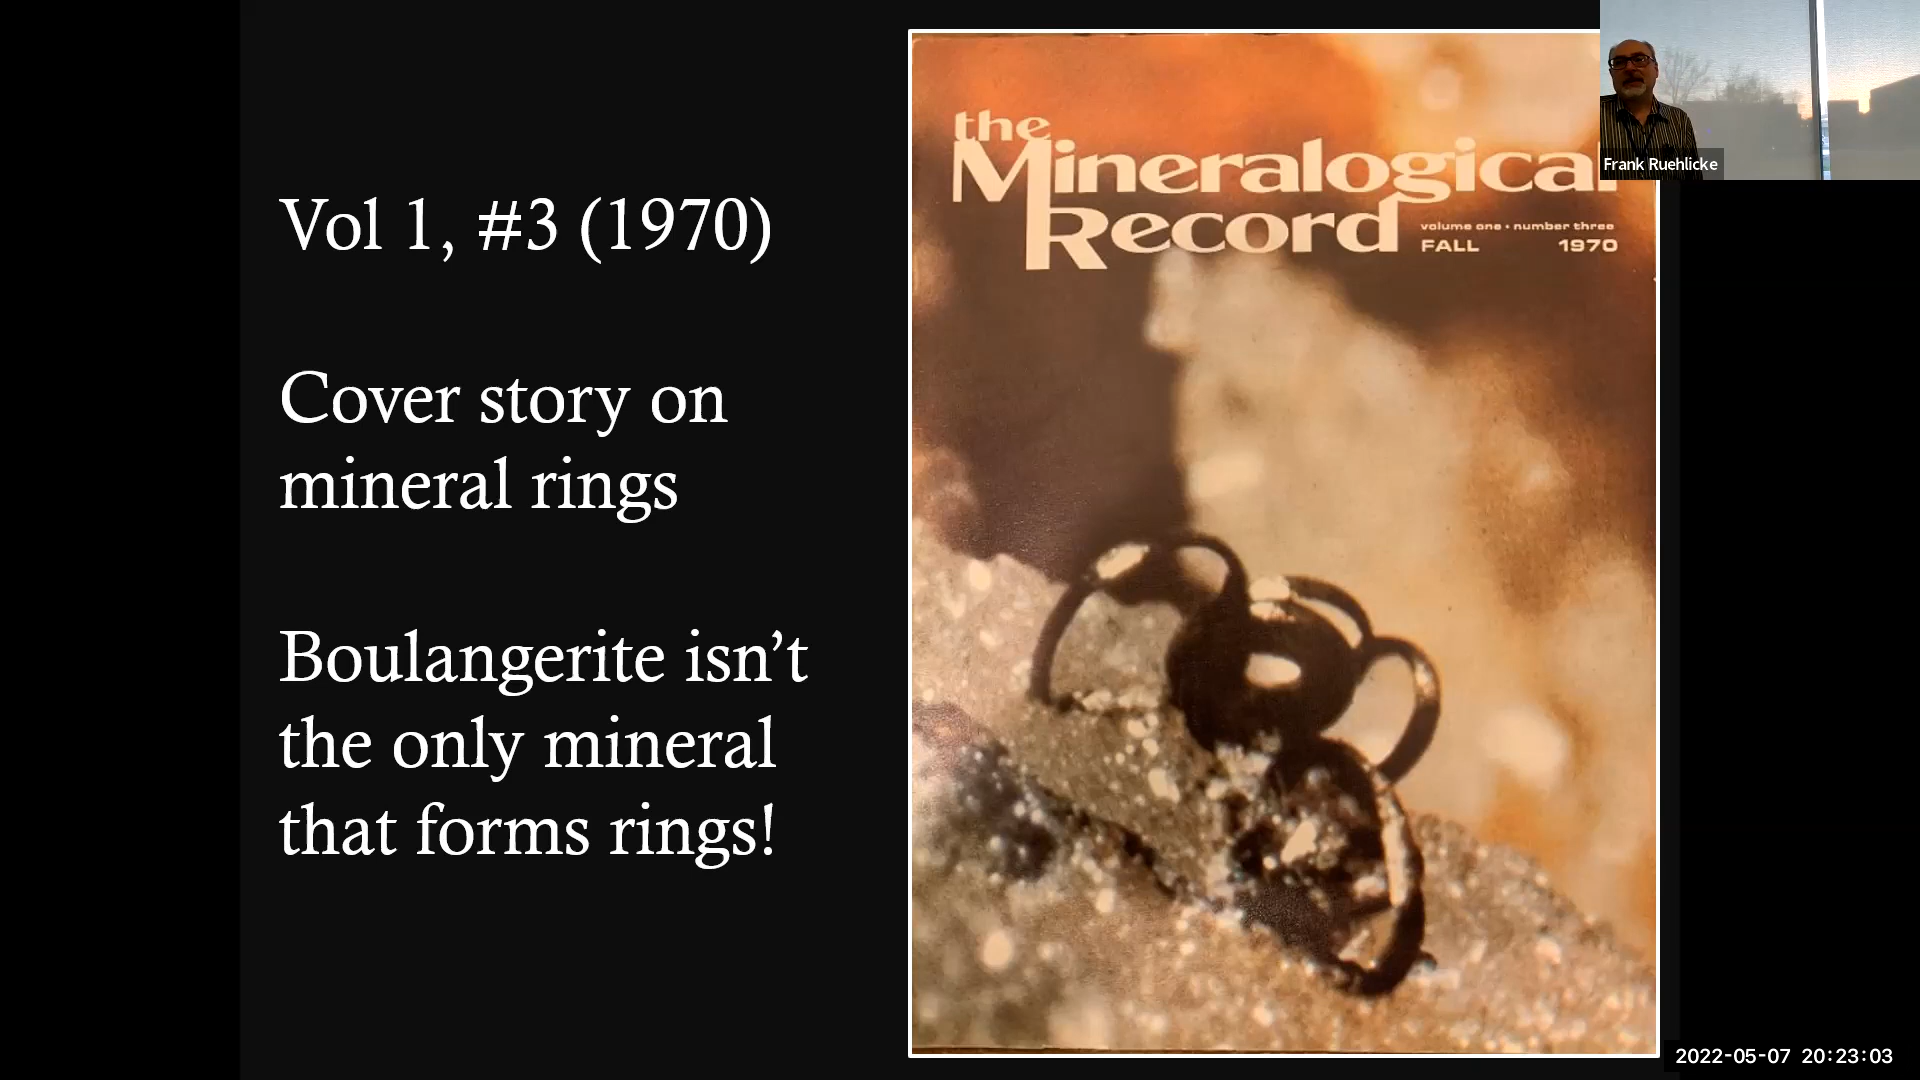 Vol 1, #3 (1970)
Cover story on
mineral rings
Boulangerite isn’t
the only mineral
that forms rings!
the
Mineralogical
Record
volume one • number three
FALL 1970
Frank Ruehlicke
2022-05-07 20:23:03